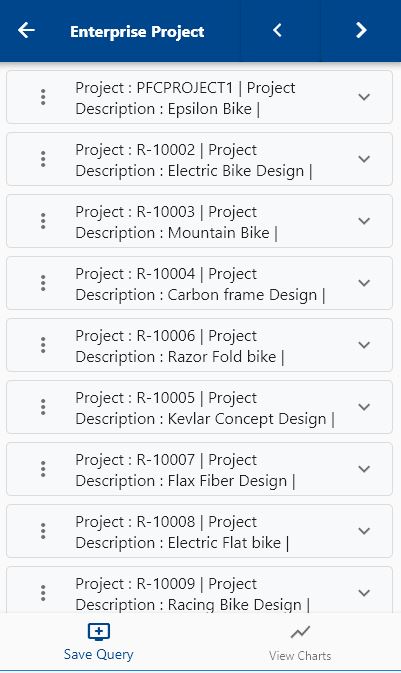 Enterprise Project
Project : PFCPROJECT1 | Project
Description : Epsilon Bike |
Project : R-10002 | Project
Description : Electric Bike Design |
Project : R-10003 | Project
Description : Mountain Bike |
Project : R-10004 | Project
Description : Carbon frame Design |
Project : R-10006 | Project
Description : Razor Fold bike |
Project : R-10005 | Project
Description : Kevlar Concept Design |
Project : R-10007 | Project
Description : Flax Fiber Design |
Project : R-10008 | Project
Description : Electric Flat bike |
Project : R-10009 | Project
Description : Racing Bike Design |
Save Query
View Charts